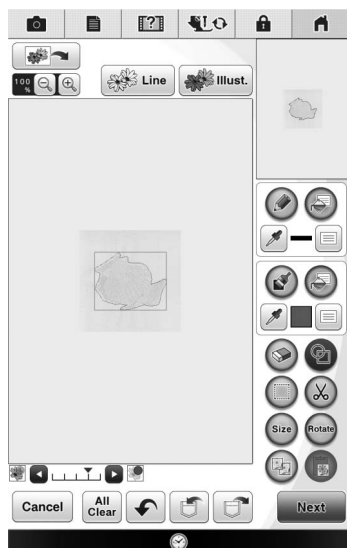 ?
100
%
Line
Illust.
Size
Rotate
Cancel
All
Clear
Next